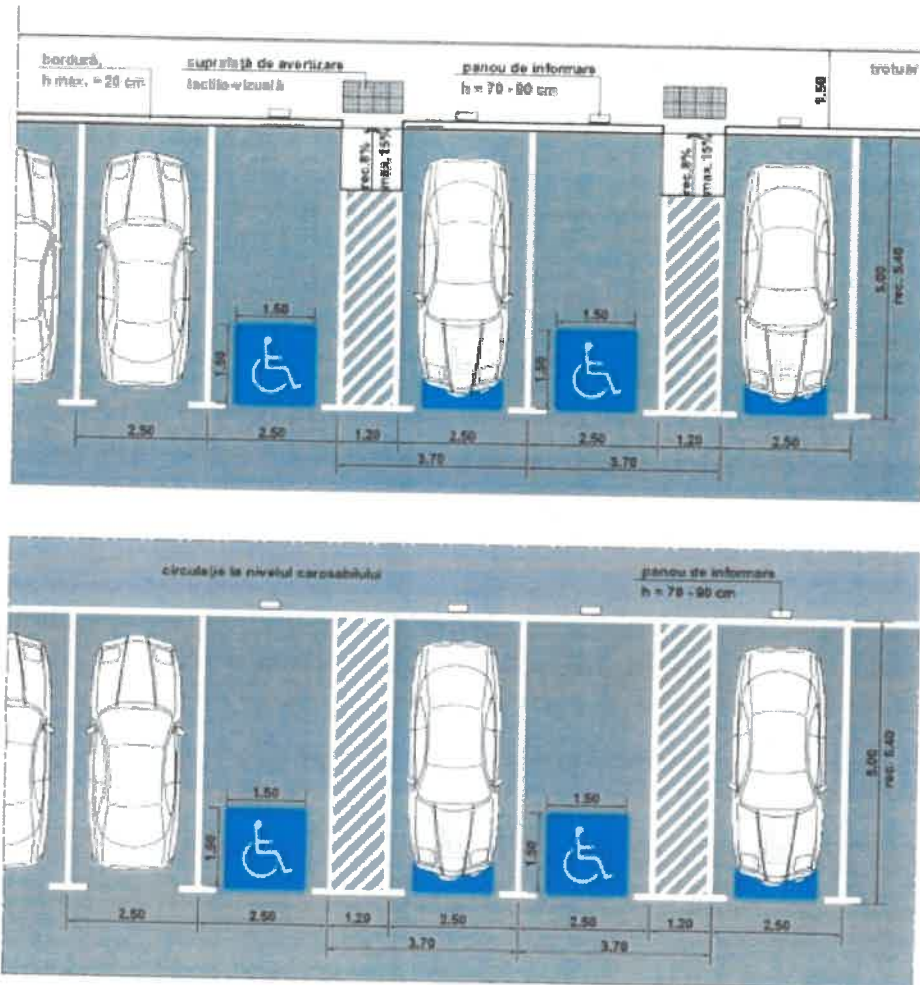 bordură,
h max. = 20 cm
suprafață de avertizare
tactilo-vizuală
panou de informare
h = 70 - 90 cm
1.50
trotuar
rec. 8%
max. 15%
rec. 8%
max. 15%
5.00
rec. 5.40
1.50
1.50
1.50
1.50
2.50
2.50
1.20
2.50
2.50
1.20
2.50
3.70
3.70
circulație la nivelul carosabilului
panou de informare
h = 70 - 90 cm
5.00
rec. 5.40
1.50
1.50
1.50
1.50
2.50
2.50
1.20
2.50
2.50
1.20
2.50
3.70
3.70